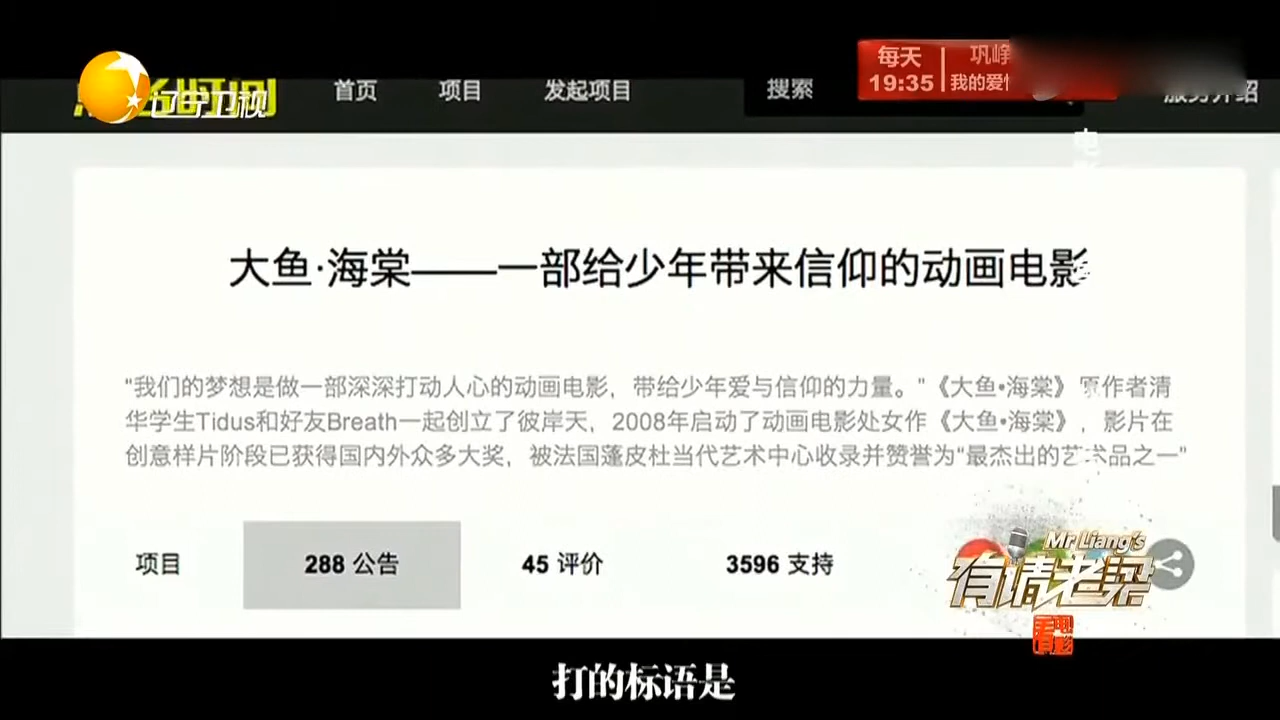 辽宁卫视
每天 19:35
我的爱情
首页 项目 发起项目 搜索 服务介绍
大鱼·海棠——一部给少年带来信仰的动画电影
"我们的梦想是做一部深深打动人心的动画电影，带给少年爱与信仰的力量。"《大鱼•海棠》原作者清
华学生Tidus和好友Breath一起创立了彼岸天，2008年启动了动画电影处女作《大鱼•海棠》，影片在
创意样片阶段已获得国内外众多大奖，被法国蓬皮杜当代艺术中心收录并赞誉为“最杰出的艺术品之一”
项目 288 公告 45 评价 3596 支持
Mr Liang's
有请老梁
看电影
打的标语是